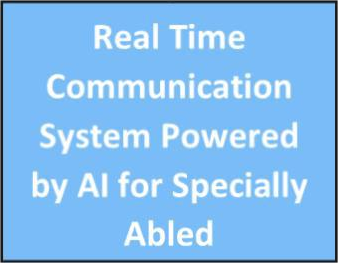 Real Time
Communication
System Powered
by AI for Specially
Abled